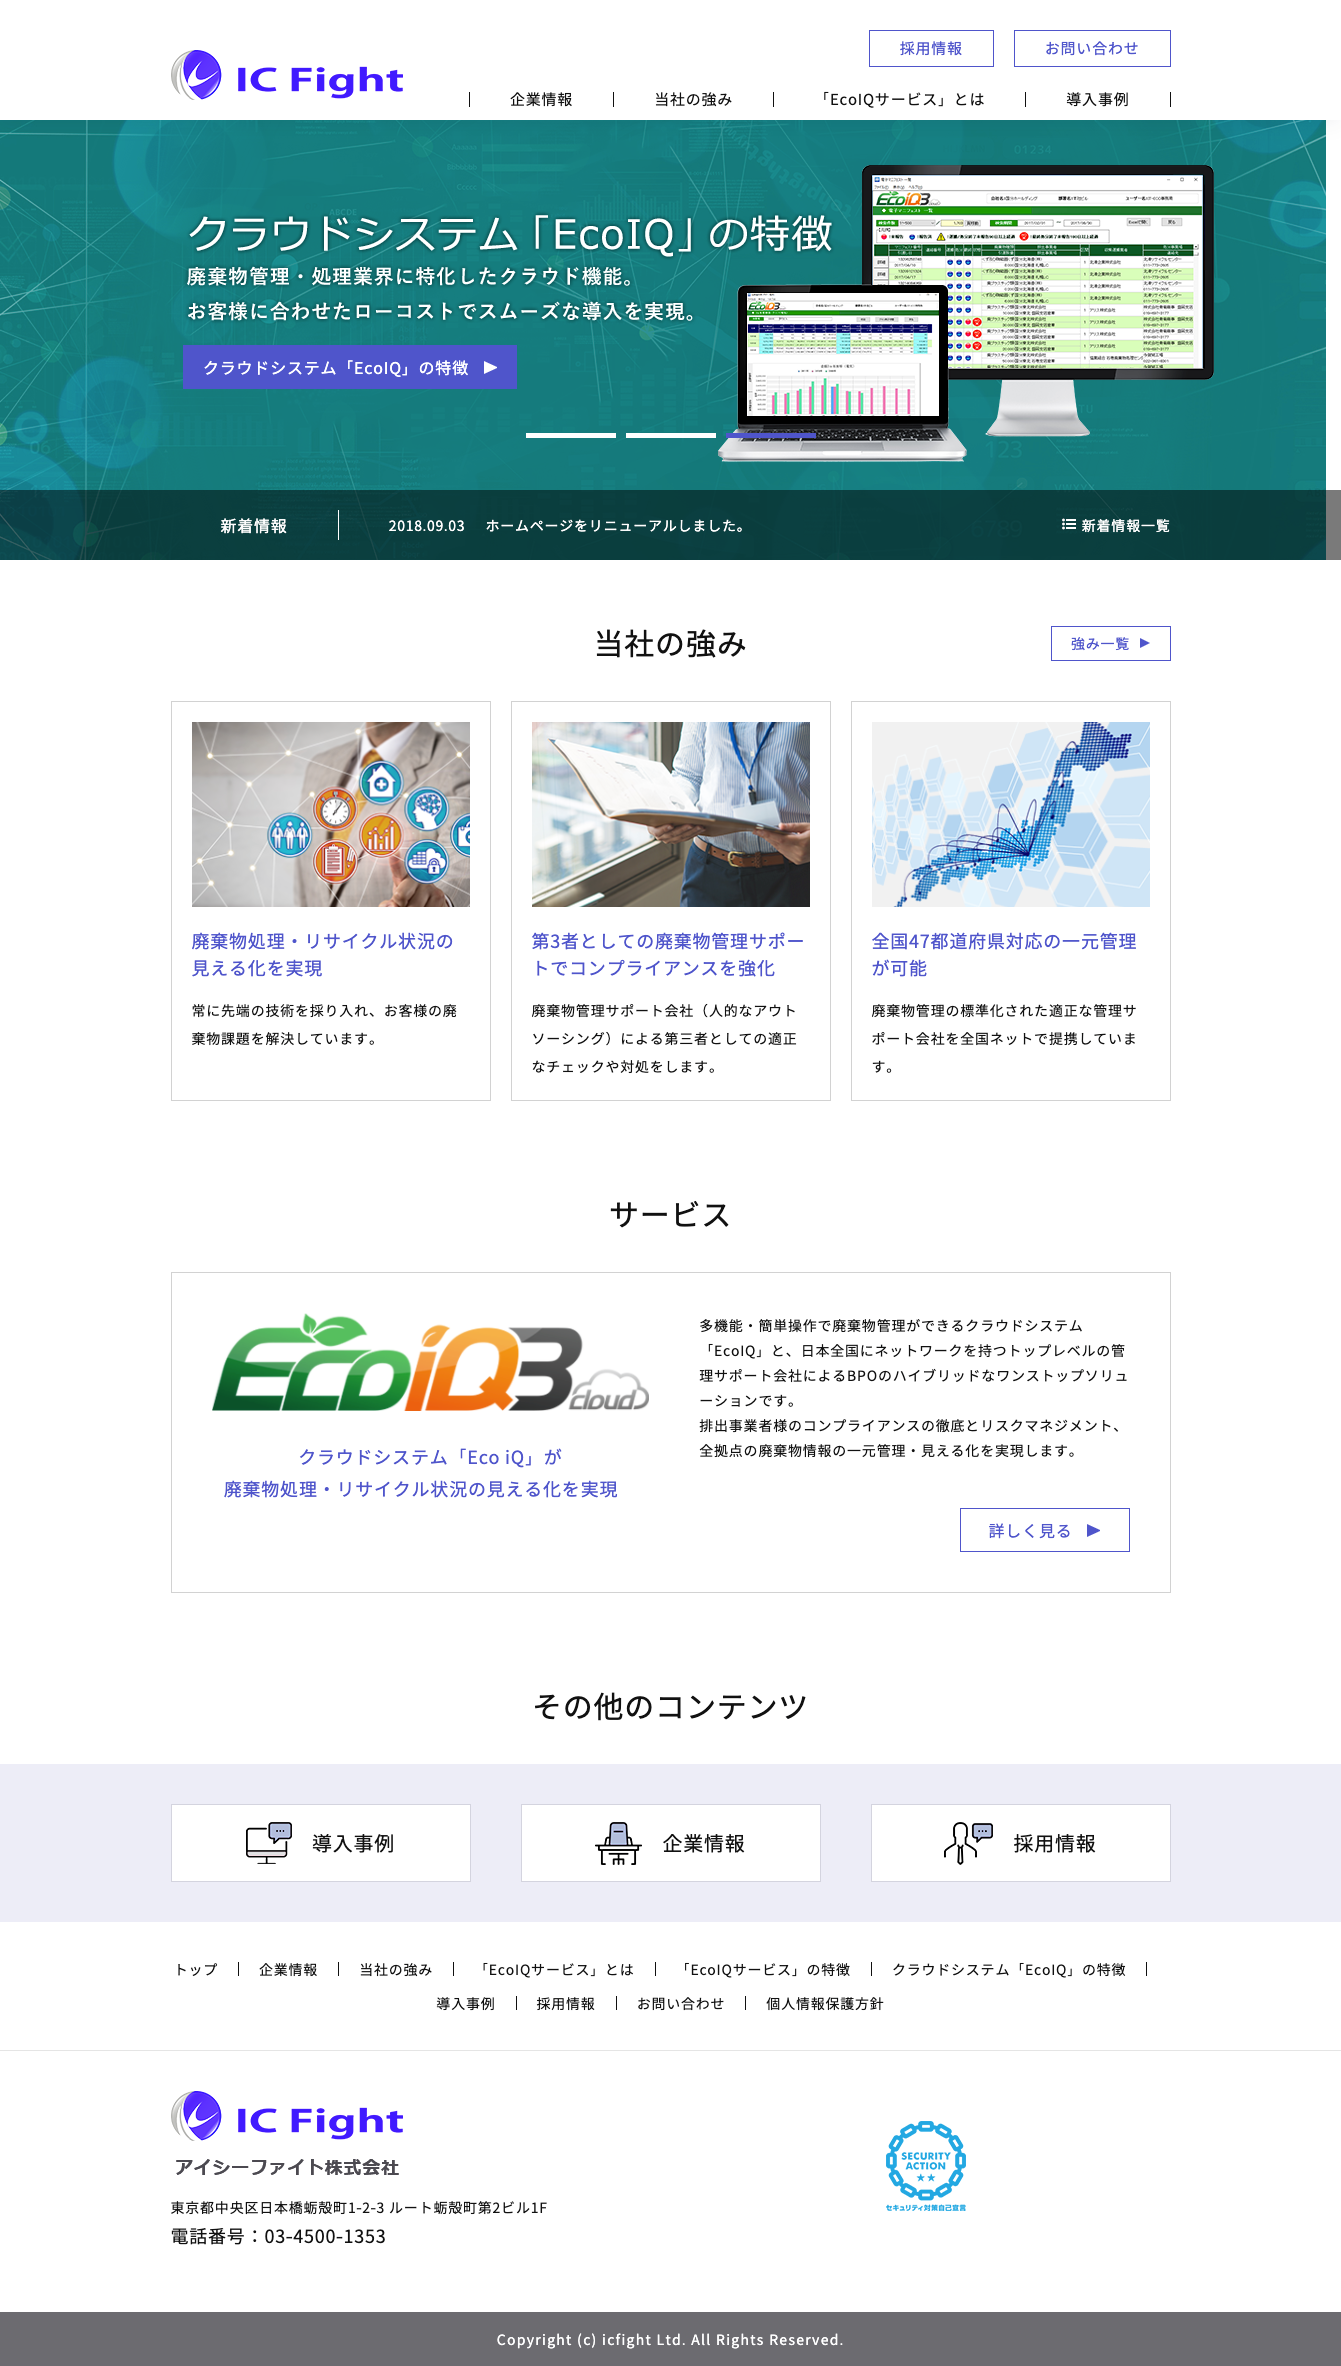 採用情報
お問い合わせ
IC Fight
企業情報
当社の強み
「EcoIQサービス」とは
導入事例
クラウドシステム「EcoIQ」の特徴
廃棄物管理・処理業界に特化したクラウド機能。
お客様に合わせたローコストでスムーズな導入を実現。
クラウドシステム「EcoIQ」の特徴
新着情報
2018.09.03 ホームページをリニューアルしました。
新着情報一覧
当社の強み
強み一覧
廃棄物処理・リサイクル状況の
見える化を実現
常に先端の技術を採り入れ、お客様の廃
棄物課題を解決しています。
第3者としての廃棄物管理サポー
トでコンプライアンスを強化
廃棄物管理サポート会社（人的なアウト
ソーシング）による第三者としての適正
なチェックや対処をします。
全国47都道府県対応の一元管理
が可能
廃棄物管理の標準化された適正な管理サ
ポート会社を全国ネットで提携していま
す。
サービス
EcoiQ3
cloud
クラウドシステム「Eco iQ」が
廃棄物処理・リサイクル状況の見える化を実現
多機能・簡単操作で廃棄物管理ができるクラウドシステム
「EcoIQ」と、日本全国にネットワークを持つトップレベルの管
理サポート会社によるBPOのハイブリッドなワンストップソリュ
ーションです。
排出事業者様のコンプライアンスの徹底とリスクマネジメント、
全拠点の廃棄物情報の一元管理・見える化を実現します。
詳しく見る
その他のコンテンツ
導入事例
企業情報
採用情報
トップ
企業情報
当社の強み
「EcoIQサービス」とは
「EcoIQサービス」の特徴
クラウドシステム「EcoIQ」の特徴
導入事例
採用情報
お問い合わせ
個人情報保護方針
IC Fight
アイシーファイト株式会社
東京都中央区日本橋蛎殻町1-2-3 ルート蛎殻町第2ビル1F
電話番号：03-4500-1353
SECURITY
ACTION
セキュリティ対策自己宣言
Copyright (c) icfight Ltd. All Rights Reserved.